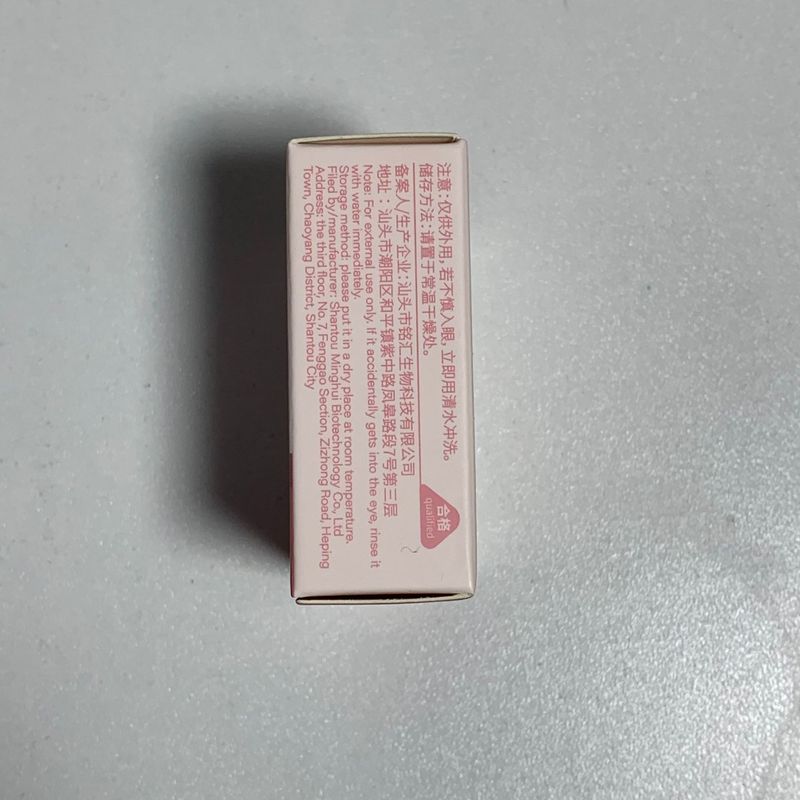 注意:仅供外用,若不慎入眼,立即用清水冲洗。
储存方法:请置于常温干燥处。
备案人/生产企业:汕头市铭汇生物科技有限公司
地址:汕头市潮阳区和平镇紫中路凤皋路段7号第三层
Note: For external use only. If it accidentally gets into the eye, rinse it
with water immediately.
Storage method: please put it in a dry place at room temperature.
Filed by/manufacturer: Shantou Minghui Biotechnology Co., Ltd
Address: the third floor, No. 7, Fenggao Section, Zizhong Road, Heping
Town, Chaoyang District, Shantou City
合格
qualified